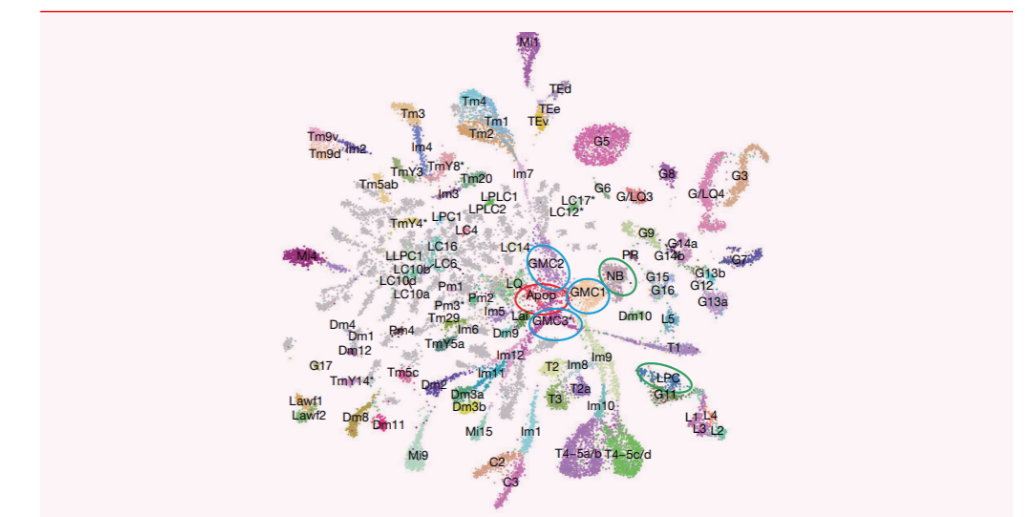 Mi1
TEd
Tm4
TEe
Tm3
Tm1
TEv
Tm2
Tm9v
Im2
Im4
G5
Tm9d
TmY3
TmY8*
Im7
G8
G3
Tm5ab
Tm20
Im3
LPLC1
G6
G/LQ3
G/LQ4
LPLC2
LC17*
LC12*
TmY4*
LPC1
LC4
G9
G14a
LC16
LC14
Mi4
LLPC1
GMC2
PR
G14b
G7
LC10b
LC6
NB
G15
G13b
LC10d
LQ
G12
LC10a
Pm1
Pm2
Apop
GMC1
G16
G13a
Pm3*
Im5
Lai
GMC3*
Dm10
L5
Tm29
Dm4
Dm1
Pm4
Im6
Dm9
TmY5a
T1
Dm12
Im12
Im9
G17
Im11
T2
Im8
LPC
TmY14*
Tm5c
Dm2
Dm3a
T2a
G11
Lawf1
Dm3b
T3
Im10
Lawf2
Dm8
Dm11
L1
L4
Mi15
Im1
L3
L2
Mi9
C2
T4-5a/b
T4-5c/d
C3